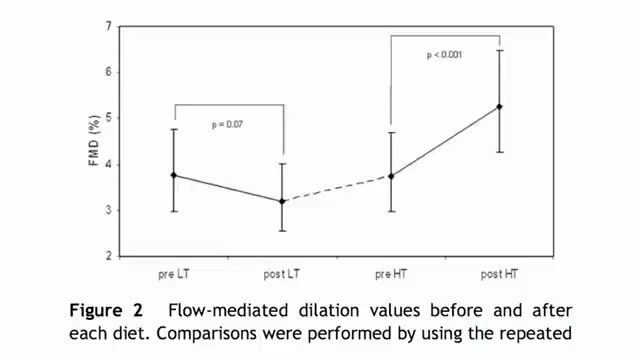 7
6
5
4
3
2
FMD (%)
p = 0.07
p < 0.001
pre LT
post LT
pre HT
post HT
Figure 2 Flow-mediated dilation values before and after
each diet. Comparisons were performed by using the repeated